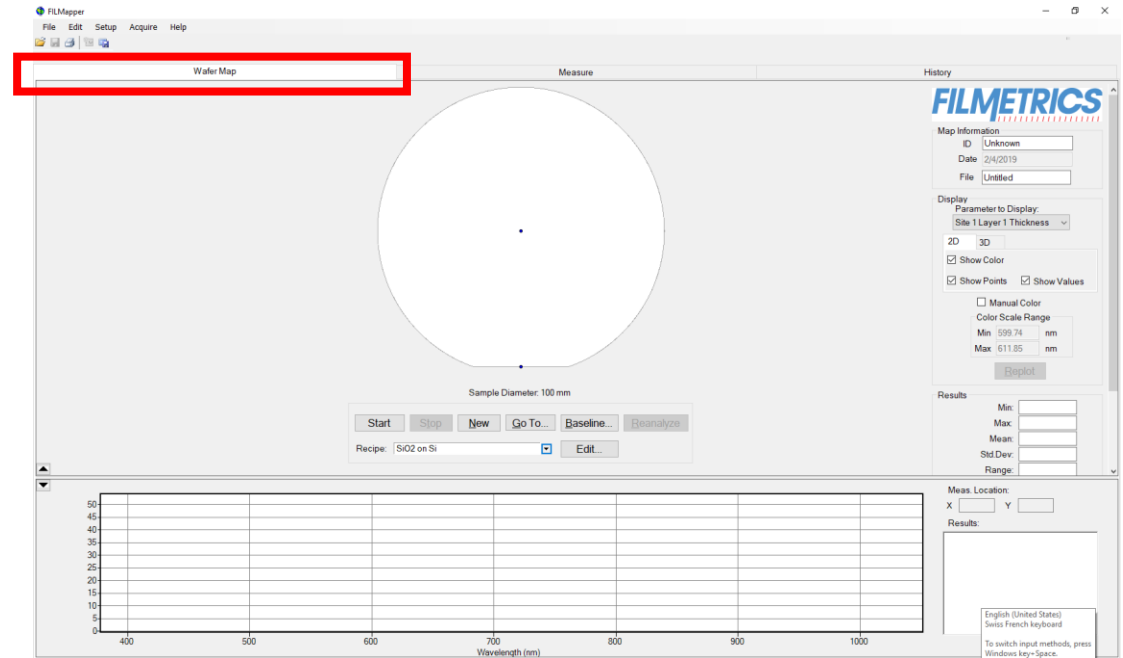 FILMapper
File Edit Setup Acquire Help
Wafer Map Measure History
FILMETRICS
Map Information
ID Unknown
Date 2/4/2019
File Untitled
Display
Parameter to Display:
Site 1 Layer 1 Thickness
2D 3D
Show Color
Show Points Show Values
Manual Color
Color Scale Range
Min 599.74 nm
Max 611.85 nm
Replot
Sample Diameter: 100 mm
Start Stop New Go To... Baseline... Reanalyze
Recipe: SiO2 on Si Edit...
Results
Min:
Max:
Mean:
Std.Dev:
Range:
50
45
40
35
30
25
20
15
10
5
0
400 500 600 700 800 900 1000
Wavelength (nm)
Meas. Location:
X Y
Results:
English (United States)
Swiss French keyboard
To switch input methods, press
Windows key+Space.